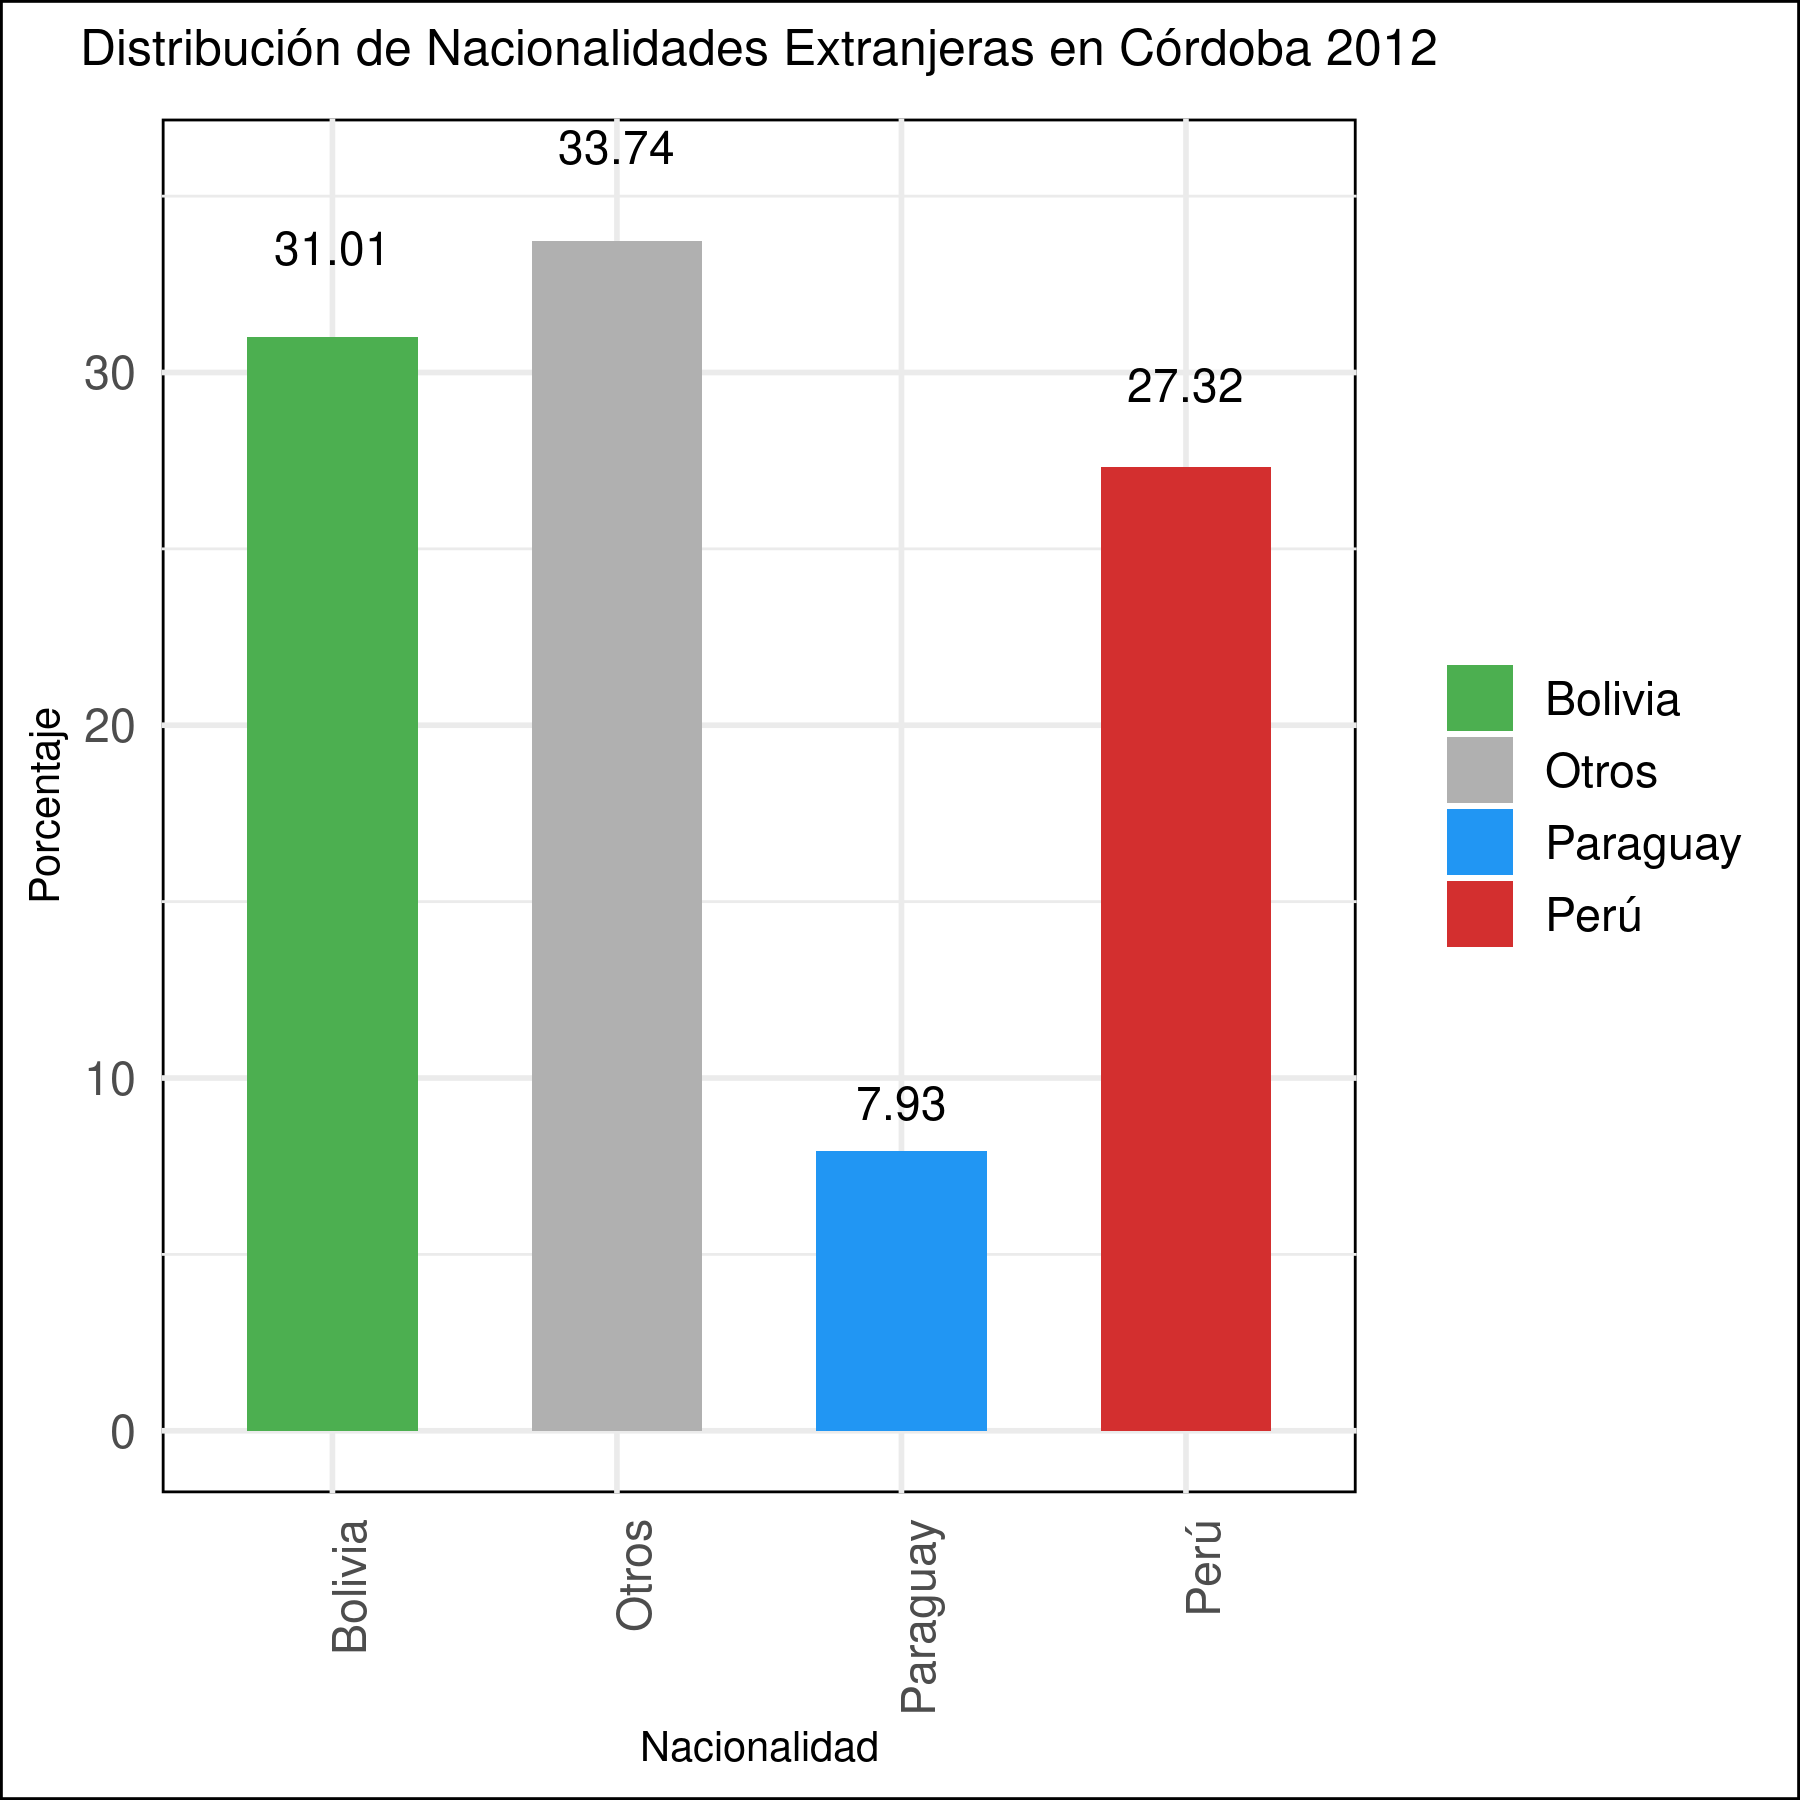 Distribución de Nacionalidades Extranjeras en Córdoba 2012
33.74
31.01
27.32
7.93
30
20
10
0
Porcentaje
Bolivia
Otros
Paraguay
Perú
Nacionalidad
Bolivia
Otros
Paraguay
Perú